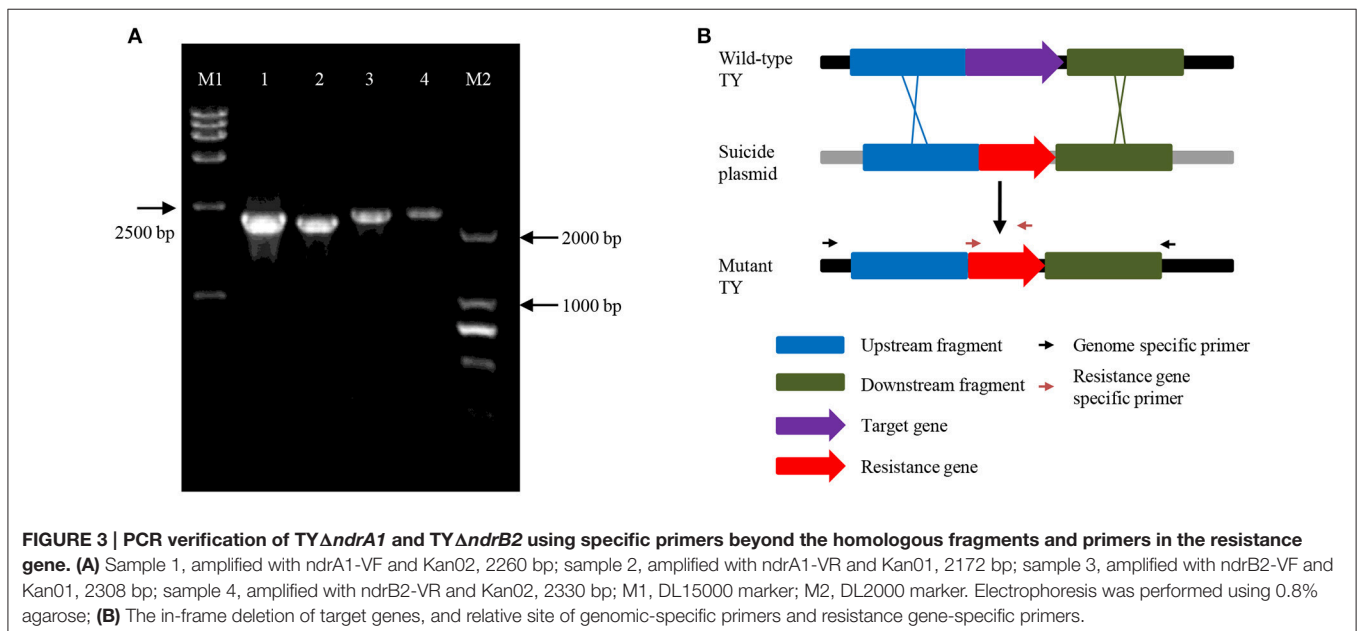 A
M1 1 2 3 4 M2
2500 bp
2000 bp
1000 bp
B
Wild-type
TY
Suicide
plasmid
Mutant
TY
Upstream fragment
Downstream fragment
Target gene
Resistance gene
Genome specific primer
Resistance gene
specific primer
FIGURE 3 | PCR verification of TYΔndrA1 and TYΔndrB2 using specific primers beyond the homologous fragments and primers in the resistance
gene. (A) Sample 1, amplified with ndrA1-VF and Kan02, 2260 bp; sample 2, amplified with ndrA1-VR and Kan01, 2172 bp; sample 3, amplified with ndrB2-VF and
Kan01, 2308 bp; sample 4, amplified with ndrB2-VR and Kan02, 2330 bp; M1, DL15000 marker; M2, DL2000 marker. Electrophoresis was performed using 0.8%
agarose; (B) The in-frame deletion of target genes, and relative site of genomic-specific primers and resistance gene-specific primers.